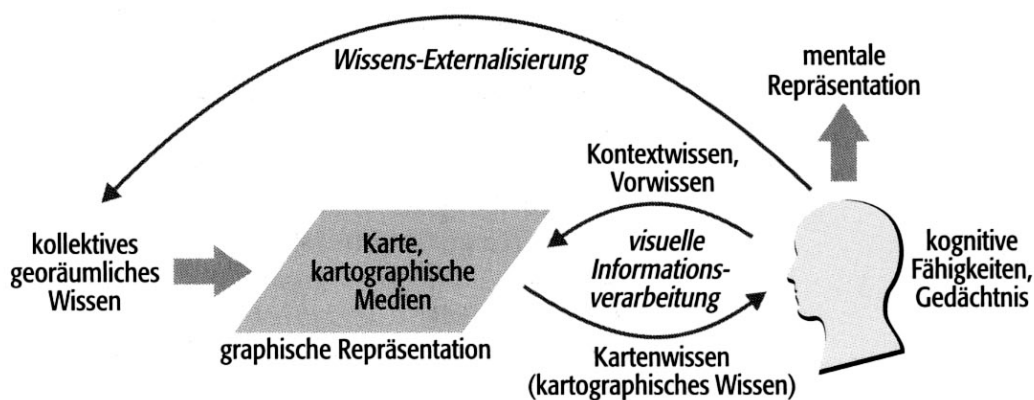 Wissens-Externalisierung
mentale
Repräsentation
Kontextwissen,
Vorwissen
kollektives
georäumliches
Wissen
Karte,
kartographische
Medien
visuelle
Informations-
verarbeitung
kognitive
Fähigkeiten,
Gedächtnis
graphische Repräsentation
Kartenwissen
(kartographisches Wissen)